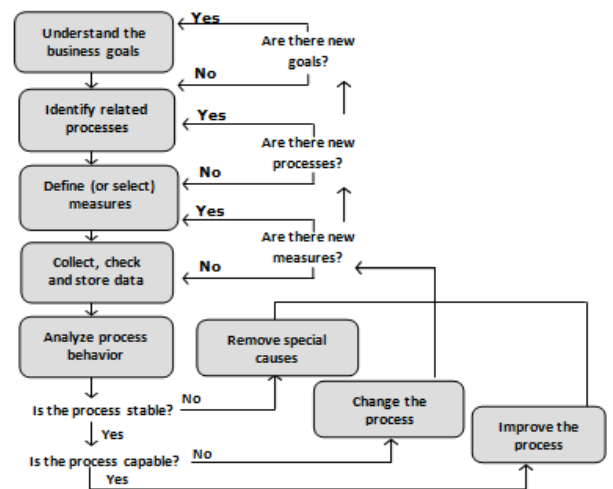 Understand the
business goals
Yes
Are there new
goals?
No
Identify related
processes
Yes
Are there new
processes?
No
Define (or select)
measures
Yes
Are there new
measures?
No
Collect, check
and store data
Analyze process
behavior
Remove special
causes
Is the process stable?
No
Change the
process
Yes
Improve the
process
Is the process capable?
No
Yes